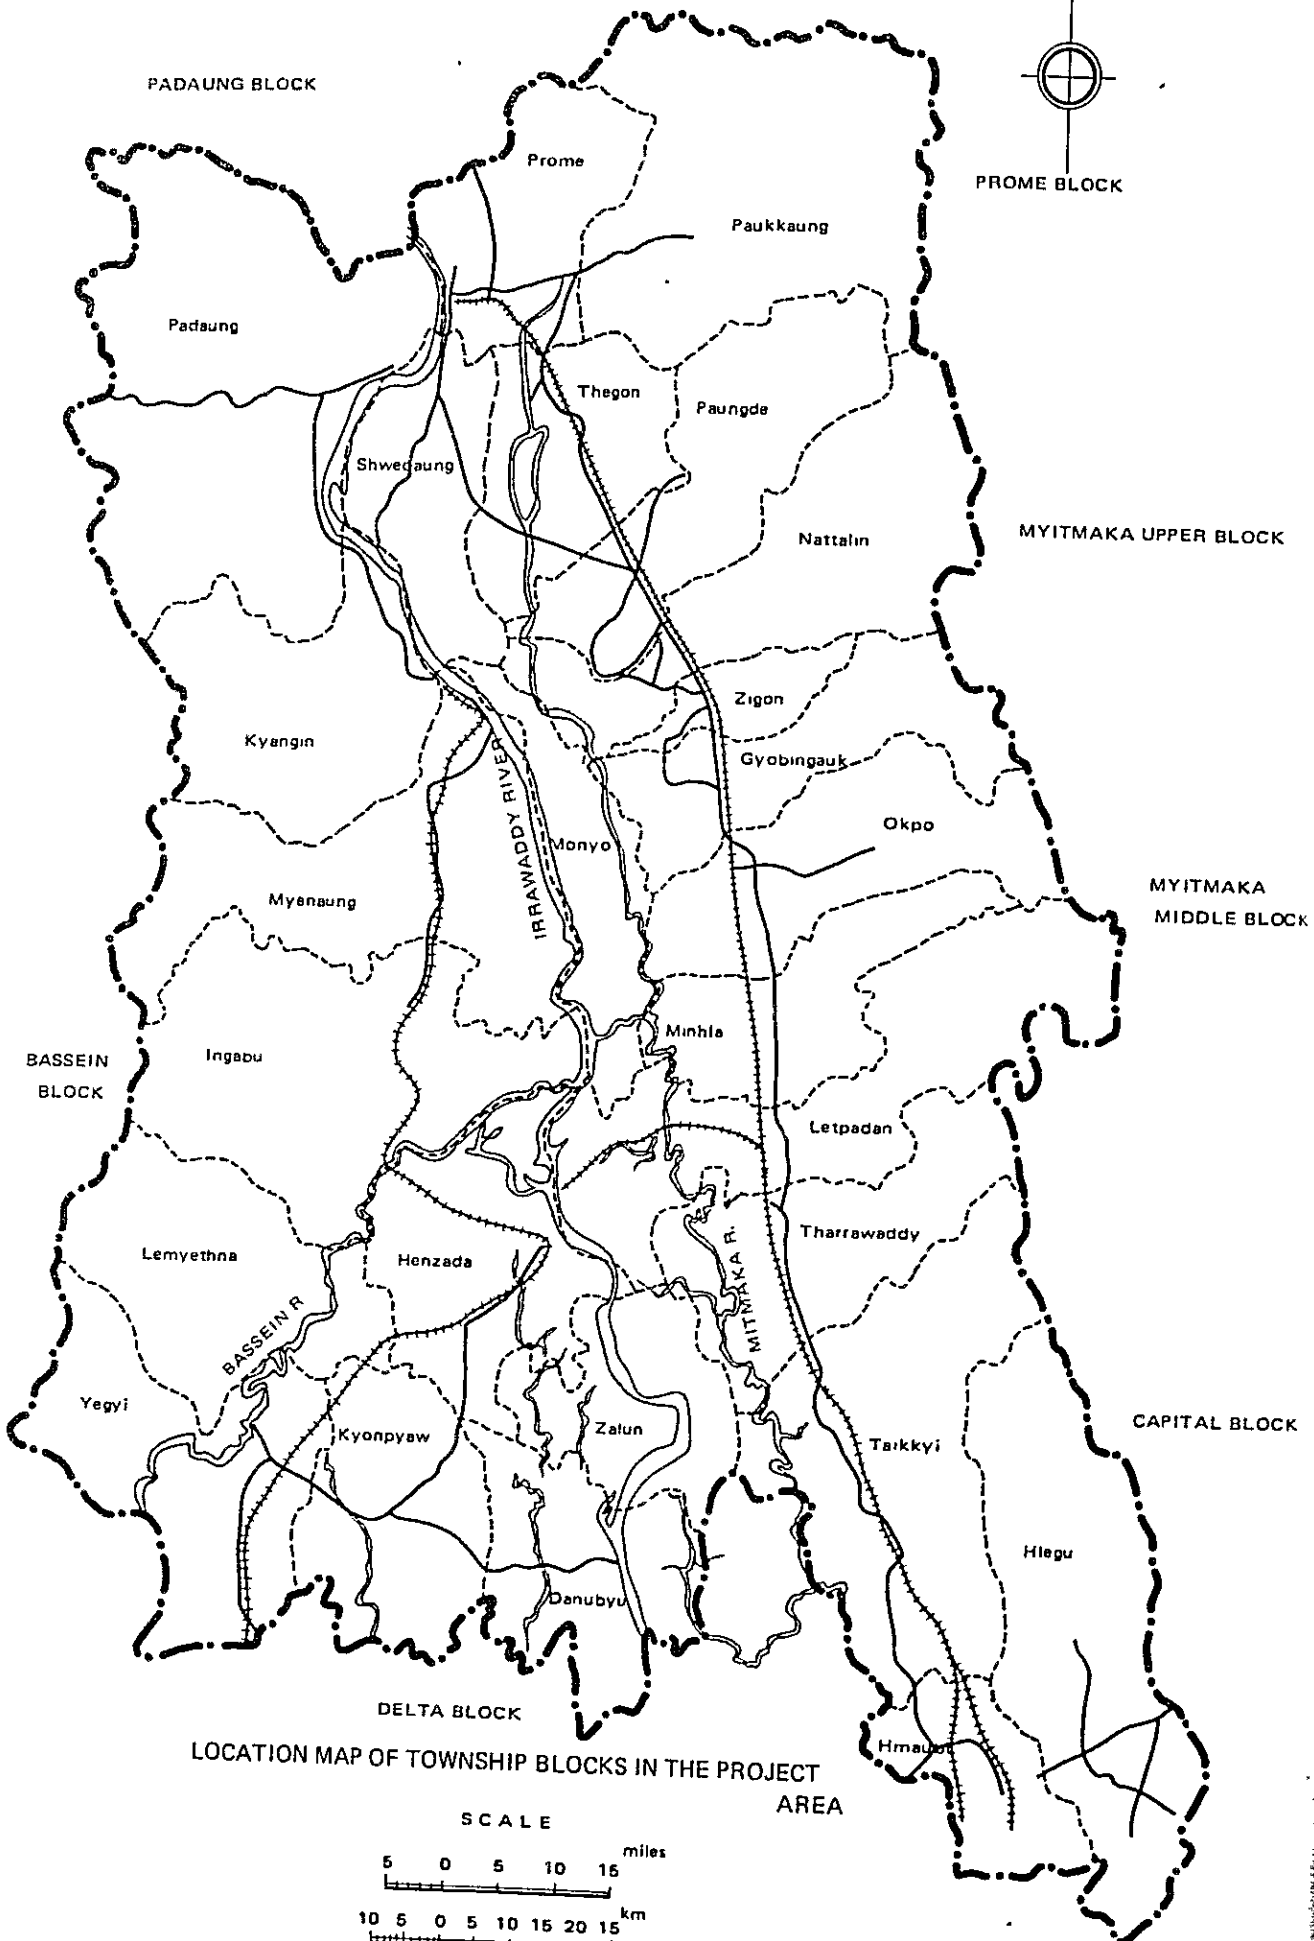 PADAUNG BLOCK
Prome
PROME BLOCK
Paukkaung
Padaung
Thegon
Paungde
Shwedaung
Nattalin
MYITMAKA UPPER BLOCK
Zigon
Kyangin
Gyobingauk
IRRAWADDY RIVER
Okpo
Monyo
MYITMAKA
MIDDLE BLOCK
Myanaung
Minhla
Ingabu
BASSEIN
BLOCK
Letpadan
Tharrawaddy
Lemyethna
Henzada
MITMAKA R.
BASSEIN R
Yegyi
Kyonpyaw
Zalun
Taikkyi
CAPITAL BLOCK
Hlegu
Danubyu
DELTA BLOCK
Hmawbi
LOCATION MAP OF TOWNSHIP BLOCKS IN THE PROJECT
AREA
SCALE
miles
5 0 5 10 15
km
10 5 0 5 10 15 20 15